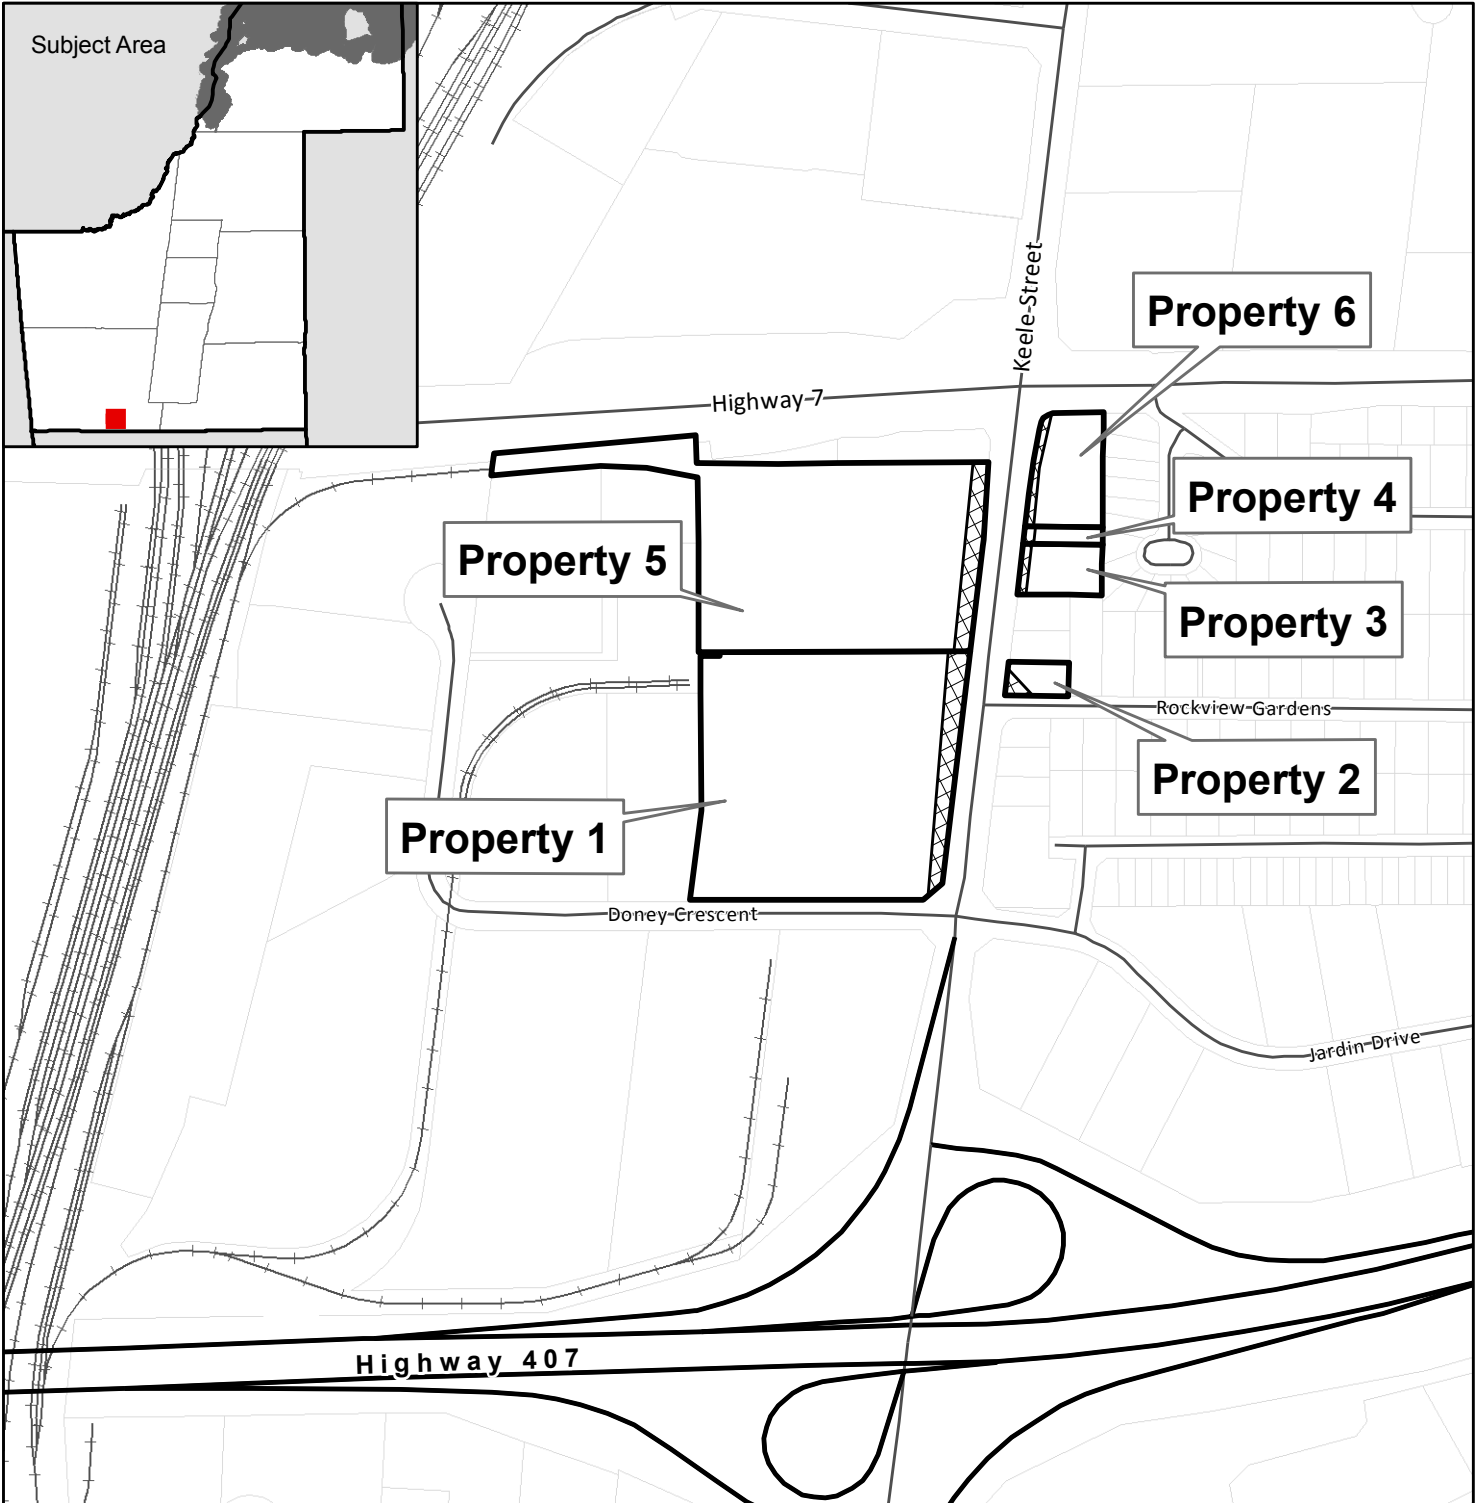 Subject Area
Keele Street
Property 6
Highway 7
Property 4
Property 5
Property 3
Rockview Gardens
Property 2
Property 1
Doney Crescent
Jardin Drive
Highway 407